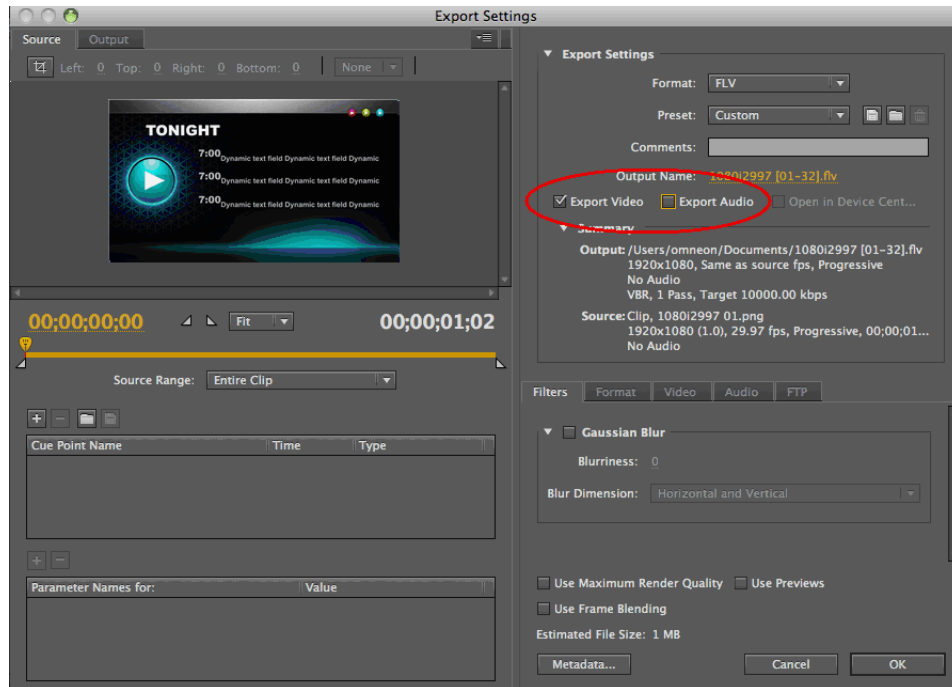 Export Settings
Source Output
Left: 0 Top: 0 Right: 0 Bottom: 0 None
TONIGHT
7:00 Dynamic text field Dynamic text field Dynamic
7:00 Dynamic text field Dynamic text field Dynamic
7:00 Dynamic text field Dynamic text field Dynamic
00;00;00;00 Fit 00;00;01;02
Source Range: Entire Clip
Cue Point Name Time Type
Parameter Names for: Value
Export Settings
Format: FLV
Preset: Custom
Comments:
Output Name: 1080i2997 [01-32].flv
Export Video Export Audio Open in Device Cent...
Summary
Output: /Users/omneon/Documents/1080i2997 [01-32].flv
1920x1080, Same as source fps, Progressive
No Audio
VBR, 1 Pass, Target 10000.00 kbps
Source: Clip, 1080i2997 01.png
1920x1080 (1.0), 29.97 fps, Progressive, 00;00;01...
No Audio
Filters Format Video Audio FTP
Gaussian Blur
Blurriness: 0
Blur Dimension: Horizontal and Vertical
Use Maximum Render Quality Use Previews
Use Frame Blending
Estimated File Size: 1 MB
Metadata... Cancel OK